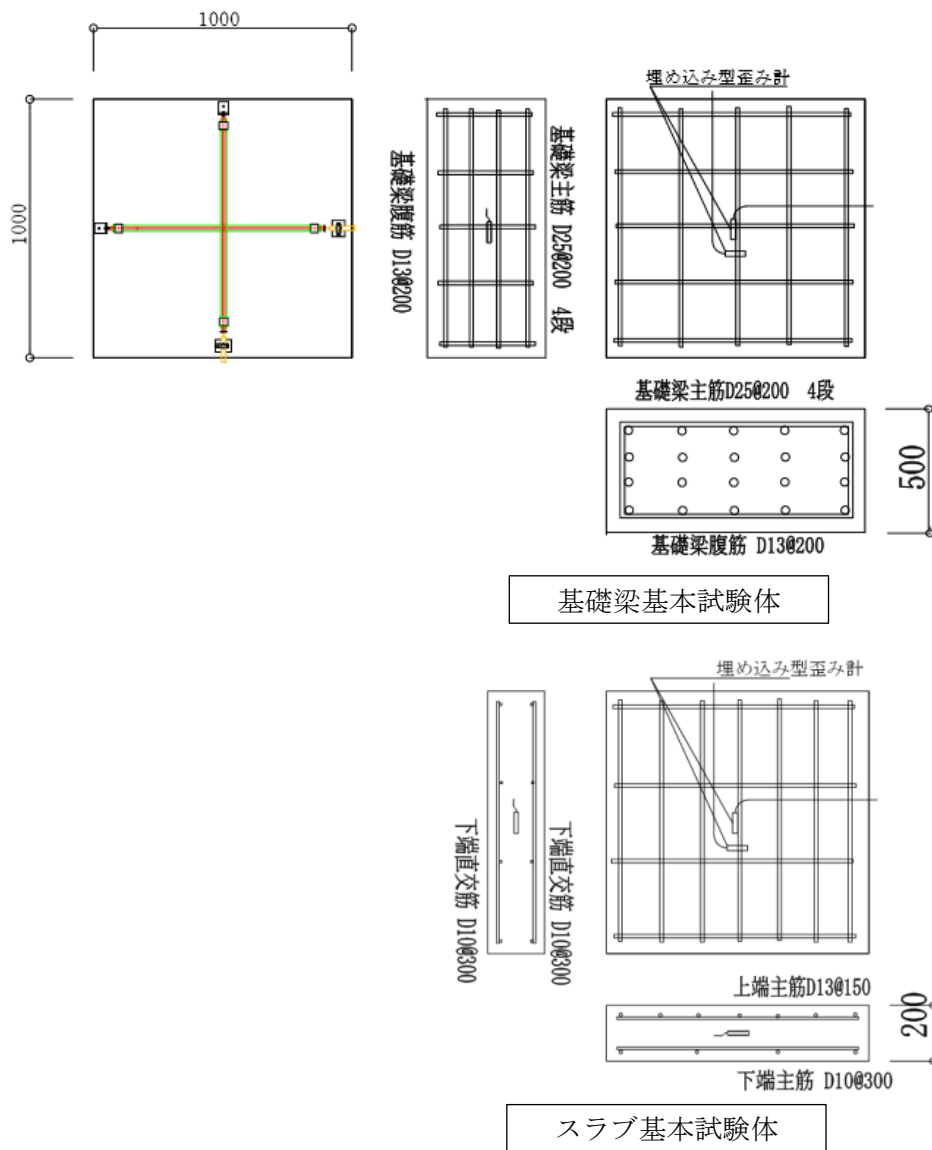 1000
1000
基礎梁腹筋 D13@200
基礎梁主筋 D25@200 4段
埋め込み型歪み計
基礎梁主筋D25@200 4段
500
基礎梁腹筋 D13@200
基礎梁基本試験体
埋め込み型歪み計
下端直交筋 D10@300
下端直交筋 D10@300
上端主筋D13@150
200
下端主筋 D10@300
スラブ基本試験体